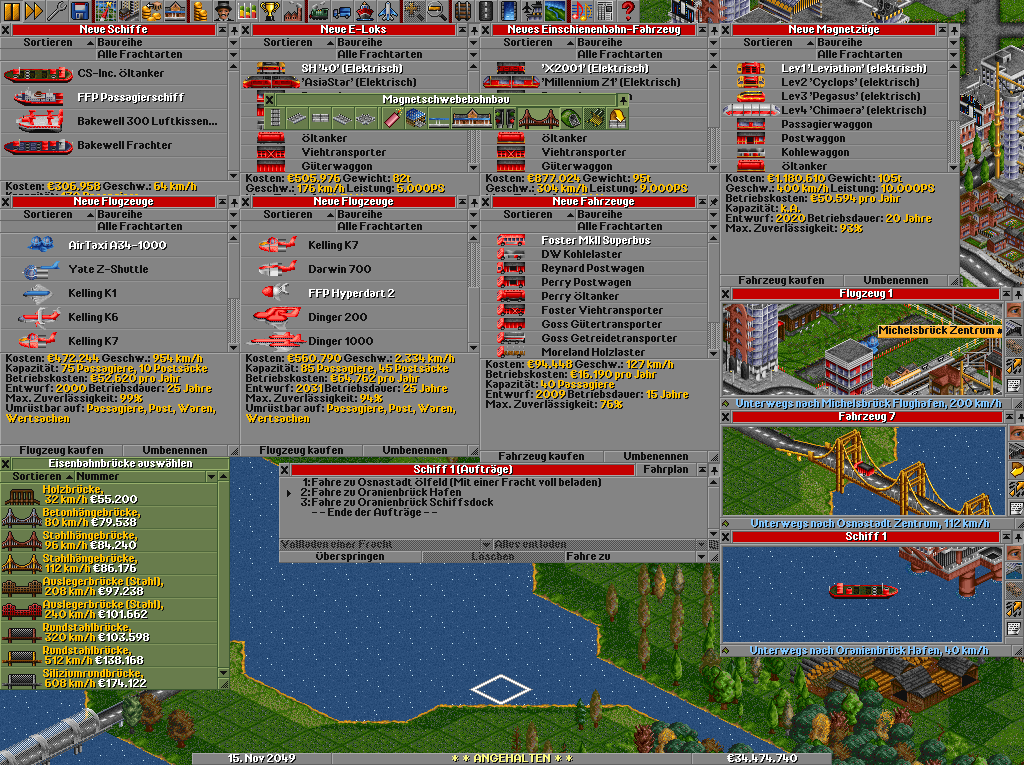 Neue Schiffe
Sortieren Baureihe
Alle Frachtarten
CS-Inc. Öltanker
FFP Passagierschiff
Bakewell 300 Luftkissen...
Bakewell Frachter
Kosten: €306.958 Geschw.: 64 km/h
Neue E-Loks
Sortieren Baureihe
Alle Frachtarten
SH '40' (Elektrisch)
'AsiaStar' (Elektrisch)
Öltanker
Viehtransporter
Güterwaggon
Kosten: €505.976 Gewicht: 82t
Geschw.: 176 km/h Leistung: 5.000PS
Neues Einschienenbahn-Fahrzeug
Sortieren Baureihe
Alle Frachtarten
'X2001' (Elektrisch)
'Millennium Z1' (Elektrisch)
Öltanker
Viehtransporter
Güterwaggon
Kosten: €877.024 Gewicht: 95t
Geschw.: 304 km/h Leistung: 9.000PS
Magnetschwebebahnbau
Neue Magnetzüge
Sortieren Baureihe
Alle Frachtarten
Lev1 'Leviathan' (elektrisch)
Lev2 'Cyclops' (elektrisch)
Lev3 'Pegasus' (elektrisch)
Lev4 'Chimaera' (elektrisch)
Passagierwaggon
Postwaggon
Kohlewaggon
Öltanker
Kosten: €1.180.610 Gewicht: 105t
Geschw.: 400 km/h Leistung: 10.000PS
Betriebskosten: €50.594 pro Jahr
Kapazität: k.A.
Entwurf: 2020 Betriebsdauer: 20 Jahre
Max. Zuverlässigkeit: 93%
Fahrzeug kaufen Umbenennen
Neue Flugzeuge
Sortieren Baureihe
Alle Frachtarten
AirTaxi A34-1000
Yate Z-Shuttle
Kelling K1
Kelling K6
Kelling K7
Kosten: €472.244 Geschw.: 954 km/h
Kapazität: 75 Passagiere, 10 Postsäcke
Betriebskosten: €52.620 pro Jahr
Entwurf: 2000 Betriebsdauer: 25 Jahre
Max. Zuverlässigkeit: 99%
Umrüstbar auf: Passagiere, Post, Waren,
Wertsachen
Flugzeug kaufen Umbenennen
Neue Flugzeuge
Sortieren Baureihe
Alle Frachtarten
Kelling K7
Darwin 700
FFP Hyperdart 2
Dinger 200
Dinger 1000
Kosten: €560.790 Geschw.: 2.334 km/h
Kapazität: 85 Passagiere, 45 Postsäcke
Betriebskosten: €64.762 pro Jahr
Entwurf: 2031 Betriebsdauer: 25 Jahre
Max. Zuverlässigkeit: 94%
Umrüstbar auf: Passagiere, Post, Waren,
Wertsachen
Flugzeug kaufen Umbenennen
Neue Fahrzeuge
Sortieren Baureihe
Alle Frachtarten
Foster MkII Superbus
DW Kohlelaster
Reynard Postwagen
Perry Postwagen
Perry Öltanker
Foster Viehtransporter
Goss Gütertransporter
Goss Getreidetransporter
Moreland Holzlaster
Kosten: €94.448 Geschw.: 127 km/h
Betriebskosten: €16.190 pro Jahr
Kapazität: 40 Passagiere
Entwurf: 2009 Betriebsdauer: 15 Jahre
Max. Zuverlässigkeit: 76%
Fahrzeug kaufen Umbenennen
Flugzeug 1
Michelsbrück Zentrum
Unterwegs nach Michelsbrück Flughafen, 200 km/h
Fahrzeug 7
Unterwegs nach Osnastadt Zentrum, 112 km/h
Schiff 1
Unterwegs nach Oranienbrück Hafen, 40 km/h
Eisenbahnbrücke auswählen
Sortieren Nummer
Holzbrücke,
32 km/h €55.200
Betonhängebrücke,
80 km/h €79.538
Stahlhängebrücke,
96 km/h €84.240
Stahlhängebrücke,
112 km/h €86.176
Auslegerbrücke (Stahl),
208 km/h €97.238
Auslegerbrücke (Stahl),
240 km/h €101.662
Rundstahlbrücke,
320 km/h €103.598
Rundstahlbrücke,
512 km/h €138.168
Siliziumrundbrücke,
608 km/h €174.122
Schiff 1 (Aufträge) Fahrplan
1:Fahre zu Osnastadt Ölfeld (Mit einer Fracht voll beladen)
2:Fahre zu Oranienbrück Hafen
3:Fahre zu Oranienbrück Schiffsdock
- - Ende der Aufträge - -
Vollladen einer Fracht Alles entladen
Überspringen Löschen Fahre zu
15. Nov 2049
* * ANGEHALTEN * *
€34.474.740